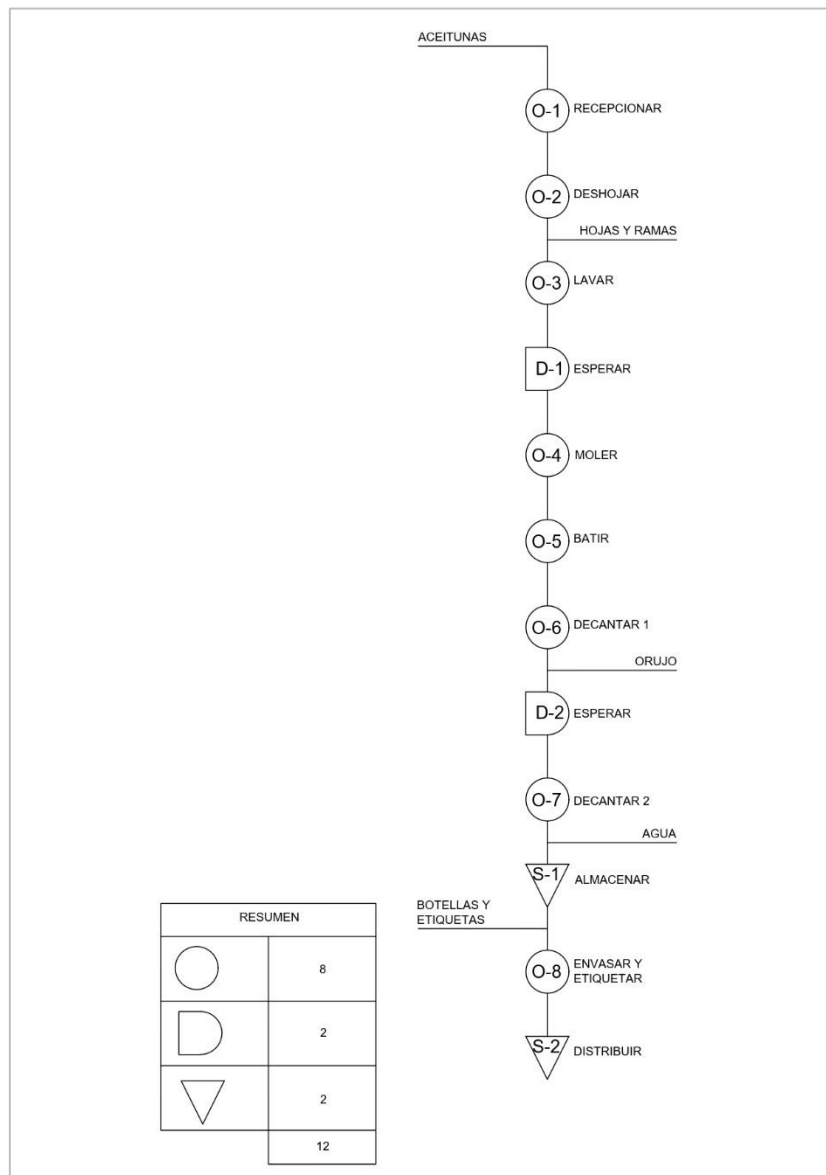 ACEITUNAS
O-1 RECEPCIONAR
O-2 DESHOJAR
HOJAS Y RAMAS
O-3 LAVAR
D-1 ESPERAR
O-4 MOLER
O-5 BATIR
O-6 DECANTAR 1
ORUJO
D-2 ESPERAR
O-7 DECANTAR 2
AGUA
S-1 ALMACENAR
BOTELLAS Y
ETIQUETAS
O-8 ENVASAR Y
ETIQUETAR
S-2 DISTRIBUIR
RESUMEN
8
2
2
12